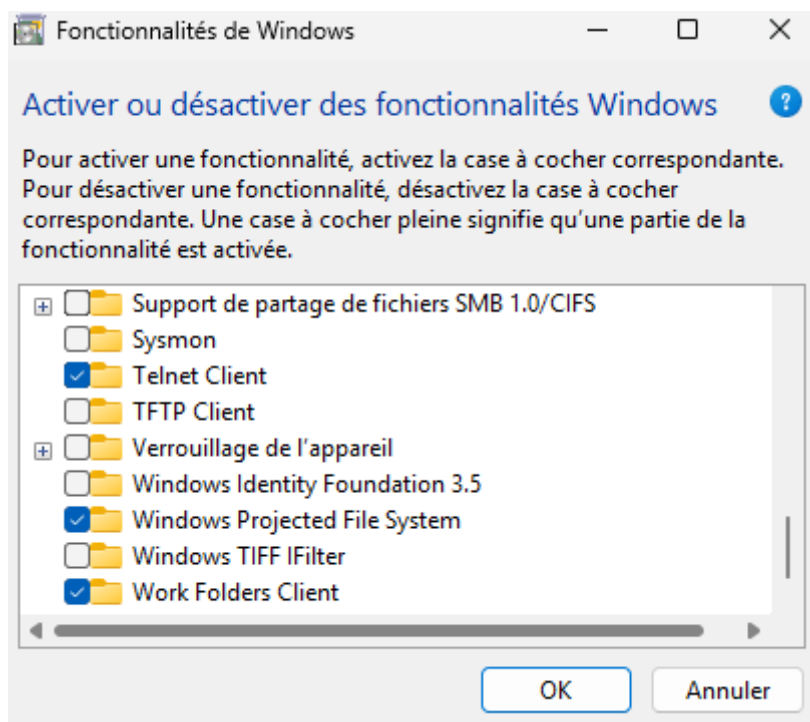 Fonctionnalités de Windows
Activer ou désactiver des fonctionnalités Windows
?
Pour activer une fonctionnalité, activez la case à cocher correspondante.
Pour désactiver une fonctionnalité, désactivez la case à cocher
correspondante. Une case à cocher pleine signifie qu'une partie de la
fonctionnalité est activée.
Support de partage de fichiers SMB 1.0/CIFS
Sysmon
Telnet Client
TFTP Client
Verrouillage de l'appareil
Windows Identity Foundation 3.5
Windows Projected File System
Windows TIFF IFilter
Work Folders Client
OK
Annuler